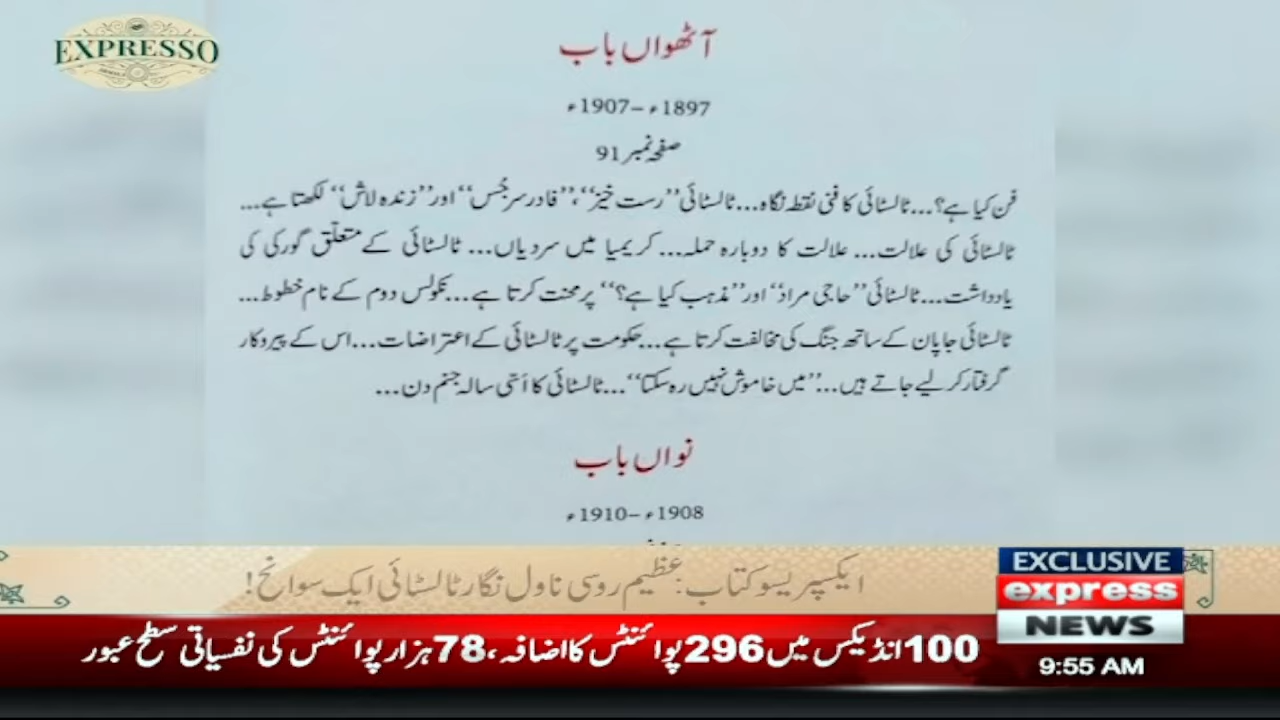 EXPRESSO
آٹھواں باب
1897ء–1907ء
صفحہ نمبر 91
فن کیا ہے؟... ٹالسٹائی کا فنی نقطہ نگاہ... ٹالسٹائی ’’رست خیز‘‘، ’’فادر سرجُس‘‘ اور ’’زندہ لاش‘‘ لکھتا ہے...
ٹالسٹائی کی علالت... علالت کا دوبارہ حملہ... کریمیا میں سردیاں... ٹالسٹائی کے متعلّق گورکی کی
یادداشت... ٹالسٹائی ’’حاجی مراد‘‘ اور ’’مذہب کیا ہے؟‘‘ پر محنت کرتا ہے... نکولس دوم کے نام خطوط...
ٹالسٹائی جاپان کے ساتھ جنگ کی مخالفت کرتا ہے... حکومت پر ٹالسٹائی کے اعتراضات... اس کے پیروکار
گرفتار کر لیے جاتے ہیں... ’’میں خاموش نہیں رہ سکتا‘‘... ٹالسٹائی کا اسّی سالہ جنم دن...
نواں باب
1908ء–1910ء
ایکسپریسو کتاب: عظیم روسی ناول نگار ٹالسٹائی ایک سوانح!
EXCLUSIVE
express
NEWS
100 انڈیکس میں 296 پوائنٹس کا اضافہ، 78 ہزار پوائنٹس کی نفسیاتی سطح عبور
9:55 AM